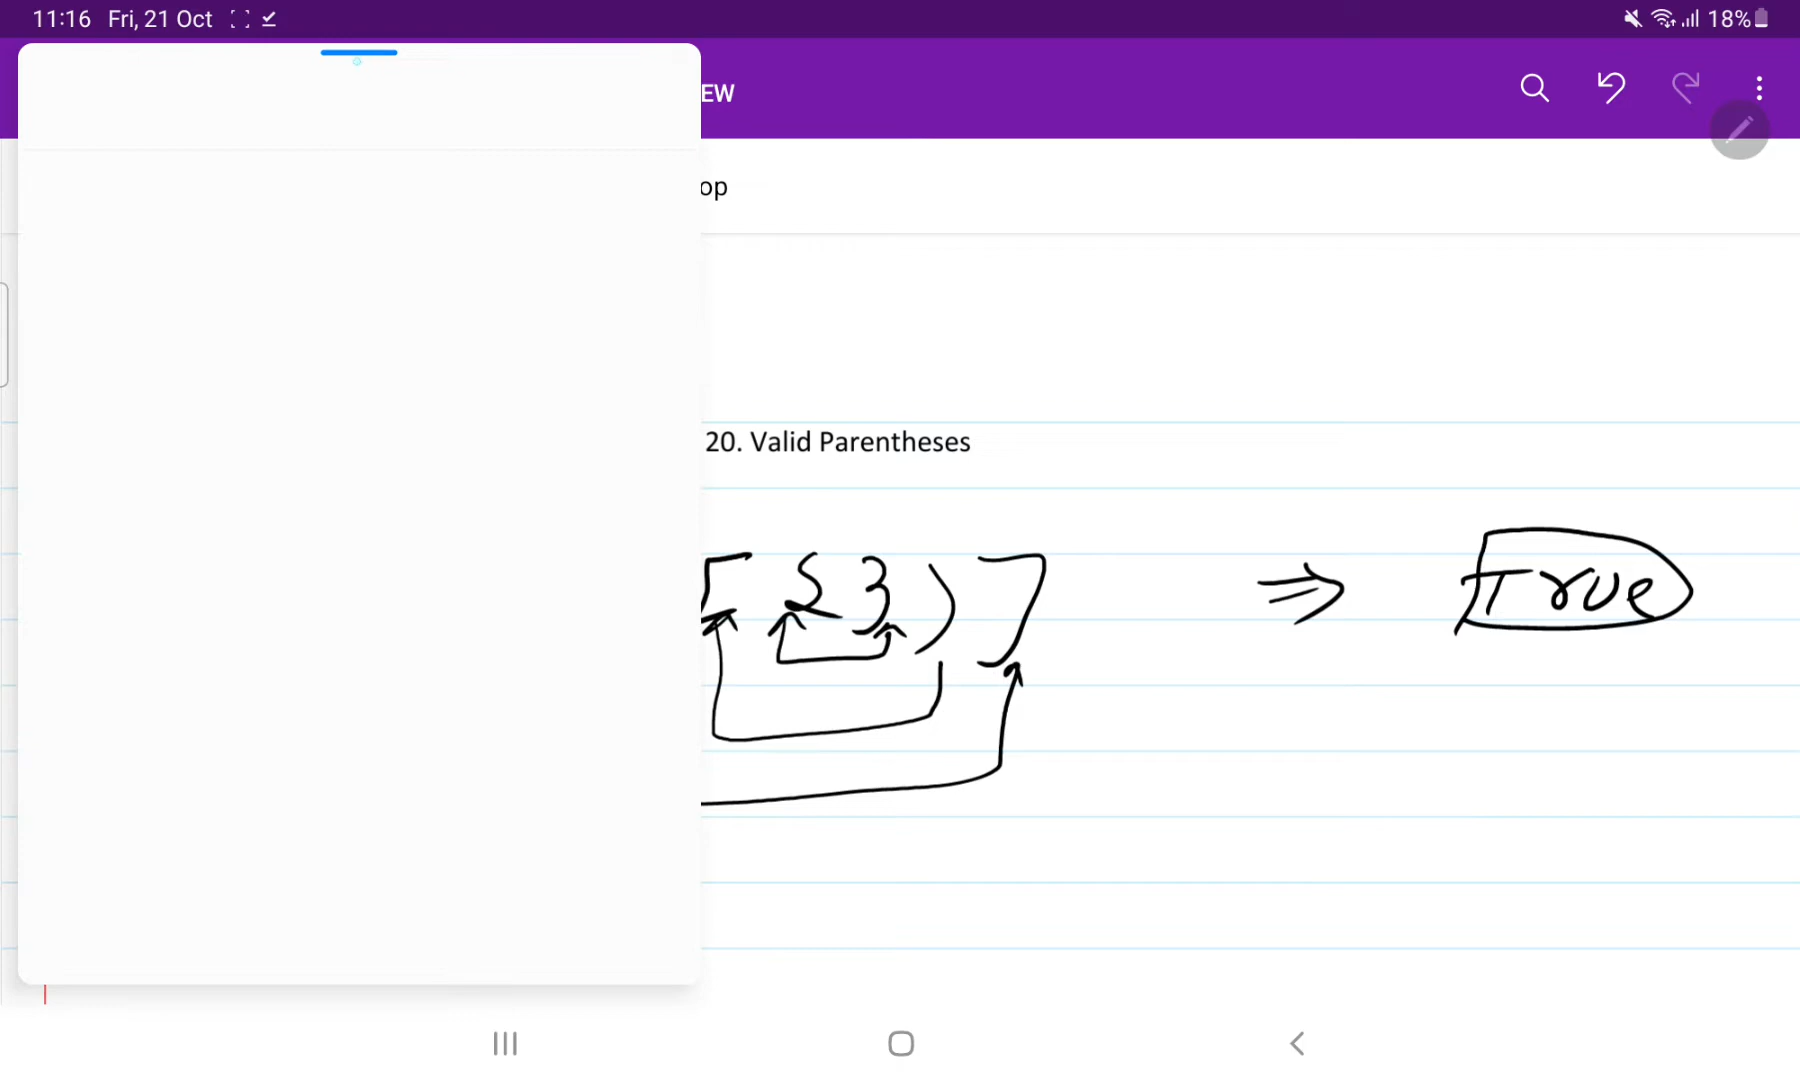 11:16 Fri, 21 Oct 18%
EW
op
20. Valid Parentheses
[ { } ) ] ⇒ True